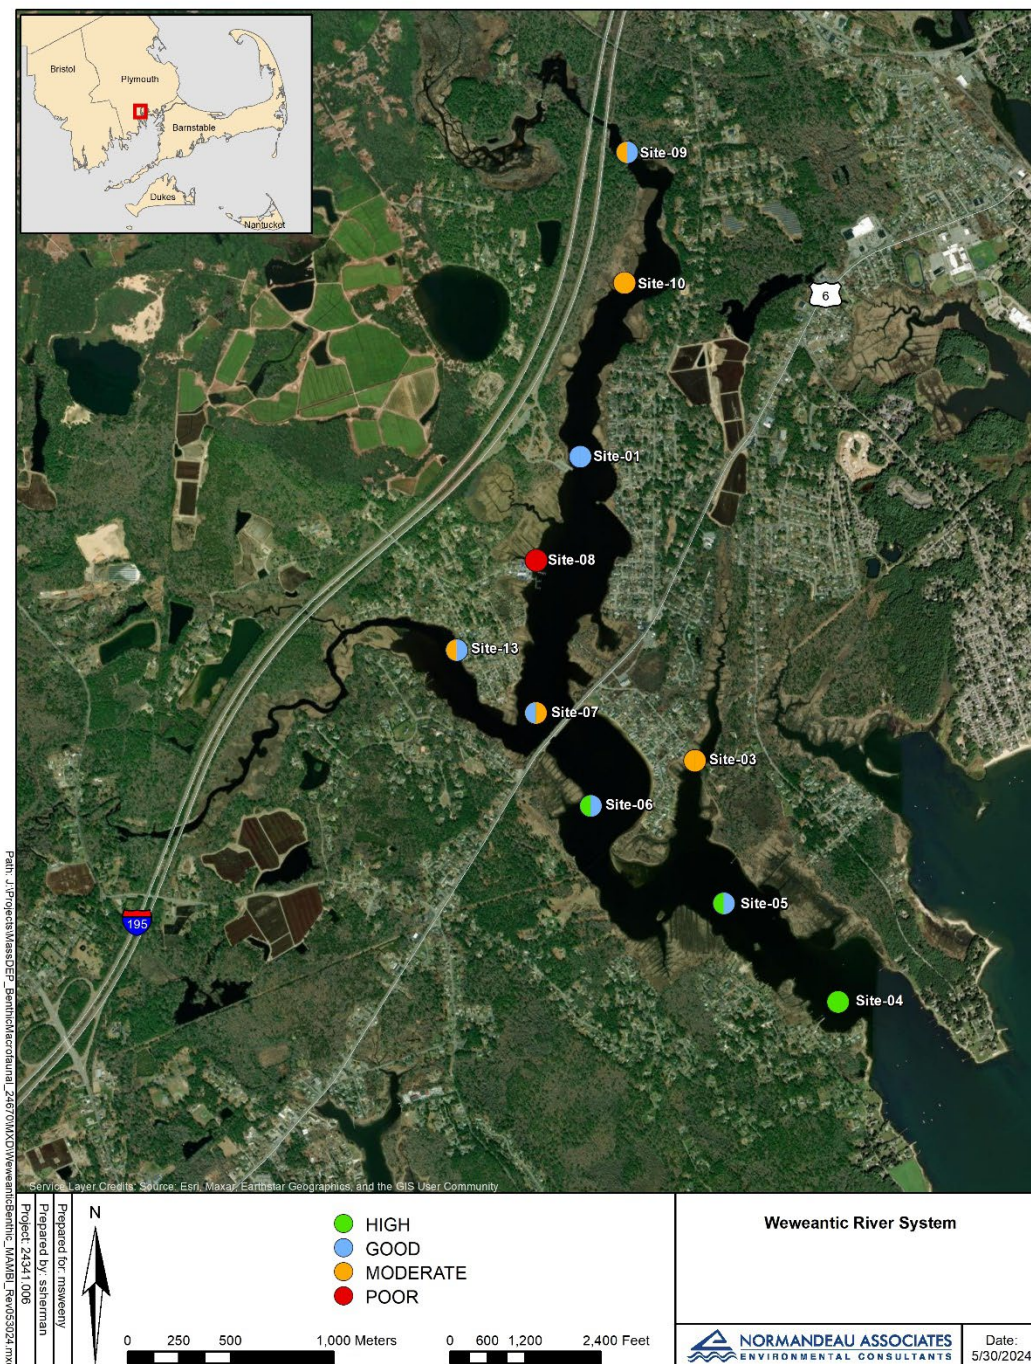 Bristol
Plymouth
Barnstable
Dukes
Nantucket
Site-09
Site-10
6
Site-01
Site-08
Site-13
Site-07
Site-03
Site-06
Site-05
195
Site-04
Service Layer Credits: Source: Esri, Maxar, Earthstar Geographics, and the GIS User Community
Path: J:\Projects\MassDEP_BenthicMacrofaunal_24670\MXD\WeweanticBenthic_MAMBI_Rev053024.mxd
Project: 24341.006
Prepared by: ssherman
Prepared for: msweeny
N
HIGH
GOOD
MODERATE
POOR
0 250 500 1,000 Meters
0 600 1,200 2,400 Feet
Weweantic River System
NORMANDEAU ASSOCIATES
ENVIRONMENTAL CONSULTANTS
Date:
5/30/2024